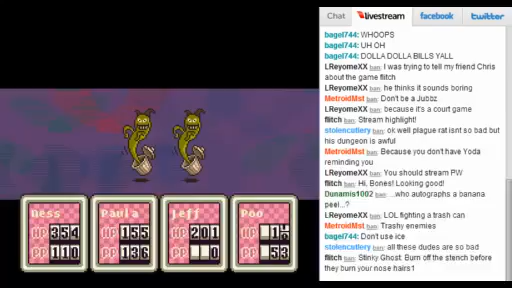 Chat livestream facebook twitter
bagel744: WHOOPS
bagel744: UH OH
bagel744: DOLLA DOLLA BILLS YALL
LReyomeXX ban: I was trying to tell my friend Chris
about the game flitch
LReyomeXX ban: he thinks it sounds boring
MetroidMst ban: Don't be a Jubbz
LReyomeXX ban: because it's a court game
flitch ban: Stream highlight!
stolencutlery ban: ok well plague rat isnt so bad but
his dungeon is awful
MetroidMst ban: Because you don't have Yoda
reminding you
LReyomeXX ban: You should stream PW
flitch ban: Hi, Bones! Looking good!
Dunamis1002 ban: ...who autographs a banana
peel...?
LReyomeXX ban: LOL fighting a trash can
MetroidMst ban: Trashy enemies
bagel744: Don't use ice
stolencutlery ban: all these dudes are so bad
flitch ban: Stinky Ghost: Burn off the stench before
they burn your nose hairs1
Ness Paula Jeff Poo
HP 354 HP 155 HP 201 HP
PP 110 PP 136 PP 0 PP 53